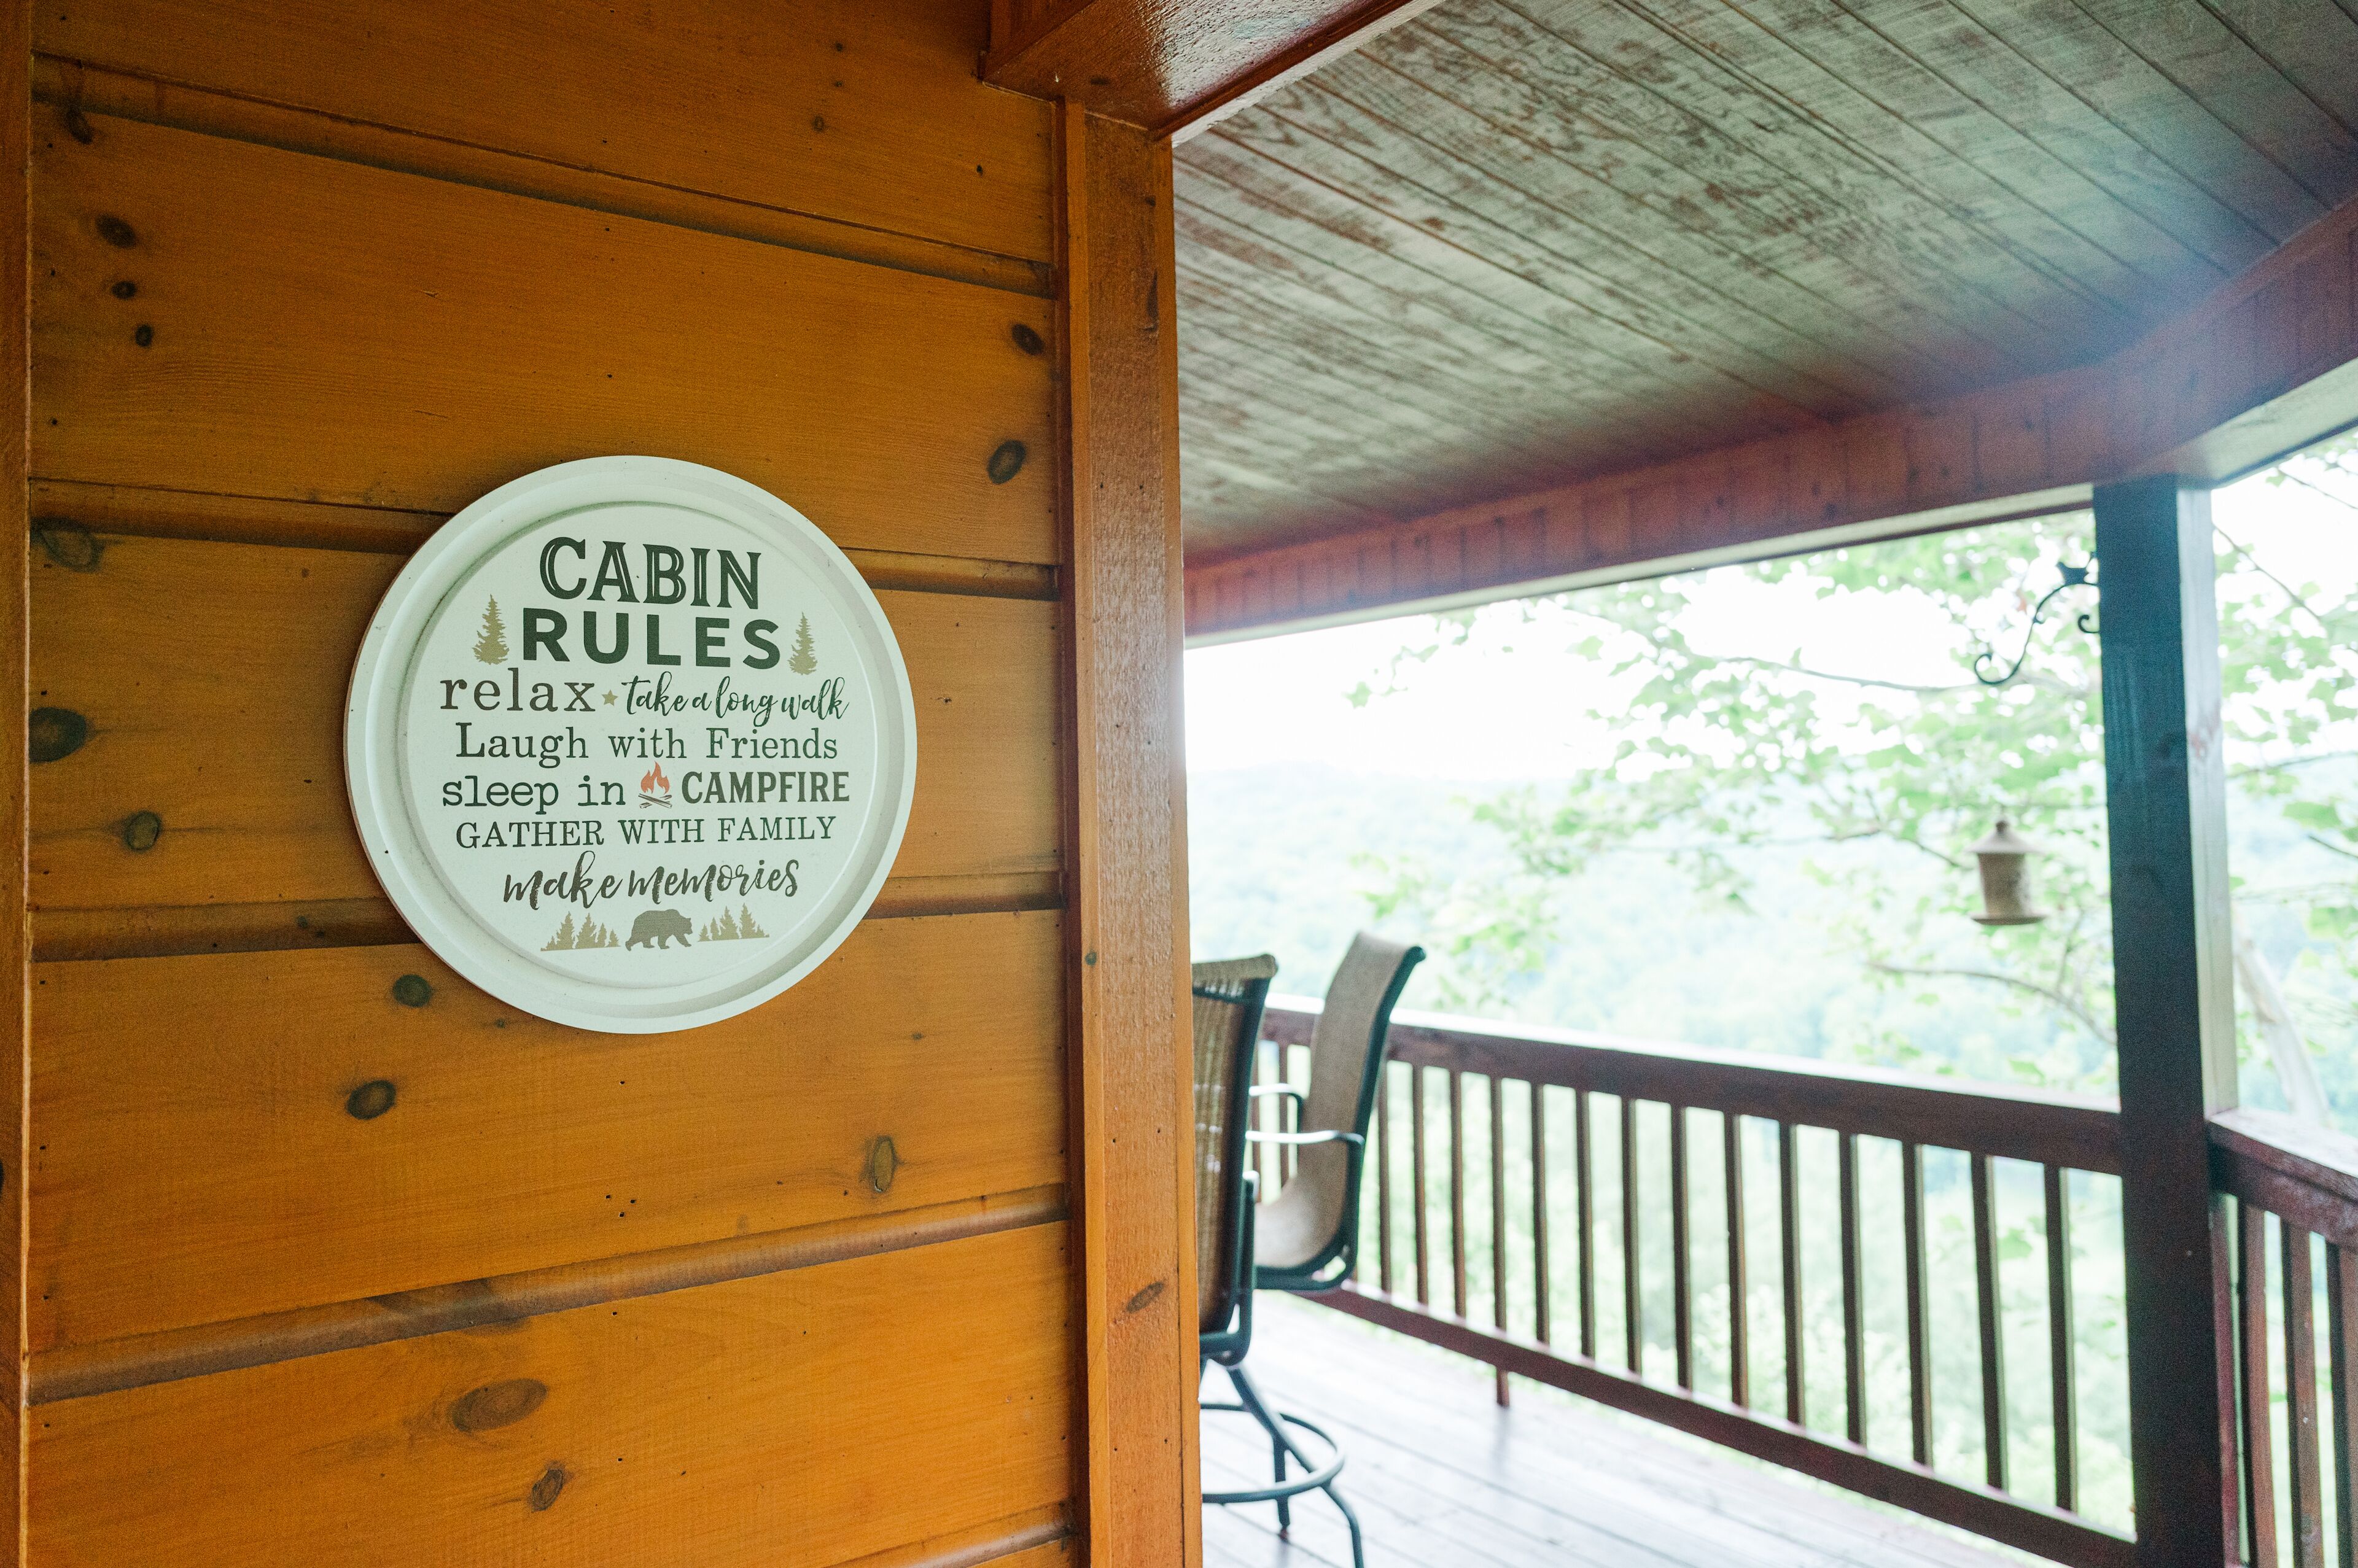 CABIN
RULES
relax take a long walk
Laugh with Friends
sleep in CAMPFIRE
GATHER WITH FAMILY
make memories